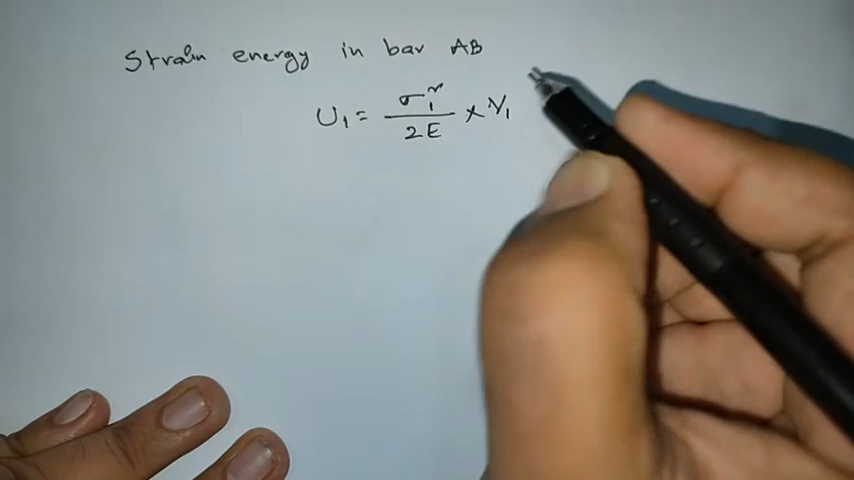 Strain energy in bar AB
U₁ = σ₁² / 2E × V₁